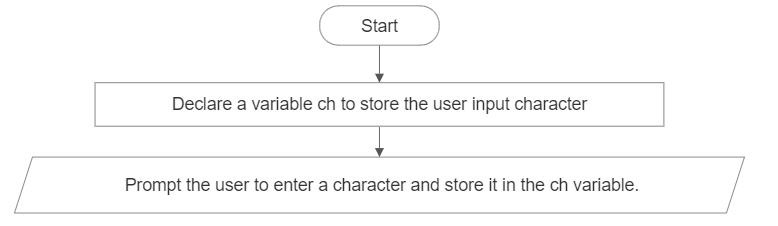 Start
Declare a variable ch to store the user input character
Prompt the user to enter a character and store it in the ch variable.